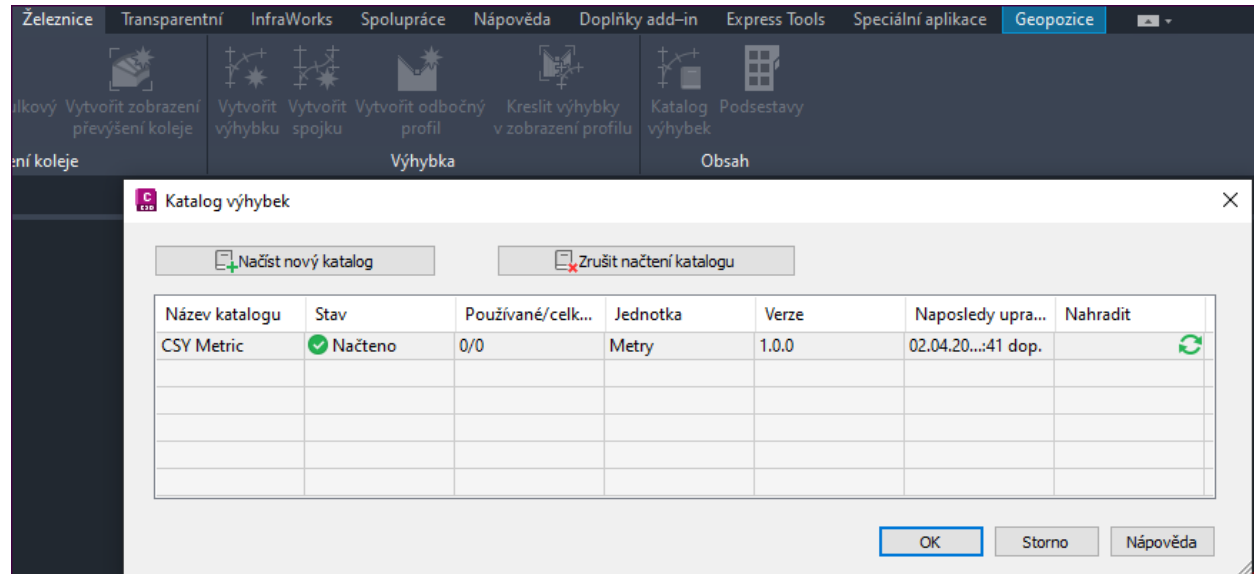 Železnice Transparentní InfraWorks Spolupráce Nápověda Doplňky add–in Express Tools Speciální aplikace Geopozice
Vytvořit zobrazení Vytvořit Vytvořit Vytvořit odbočný Kreslit výhybky Katalog Podsestavy
převýšení koleje výhybku spojku profil v zobrazení profilu výhybek
koleje Výhybka Obsah
C
C3D
Katalog výhybek
Načíst nový katalog Zrušit načtení katalogu
Název katalogu Stav Používané/celk... Jednotka Verze Naposledy upra... Nahradit
CSY Metric Načteno 0/0 Metry 1.0.0 02.04.20...:41 dop.
OK Storno Nápověda